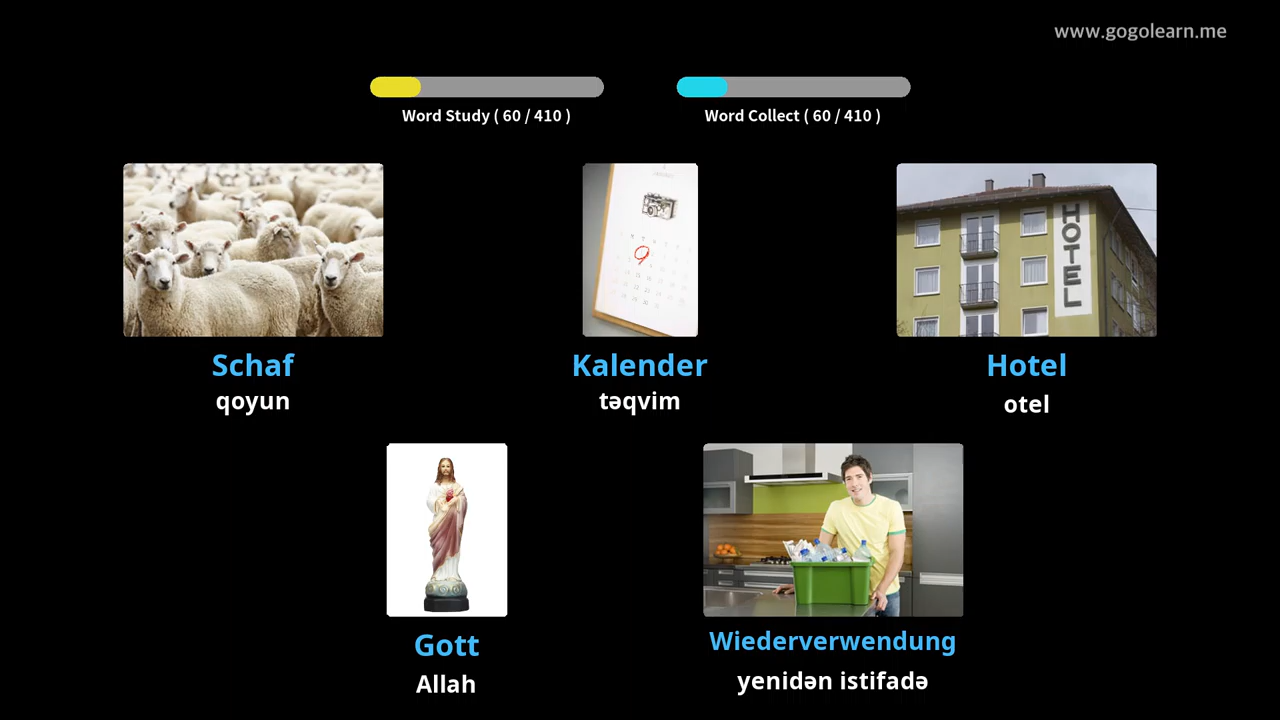 www.gogolearn.me
Word Study ( 60 / 410 )
Word Collect ( 60 / 410 )
HOTEL
9
Schaf
Kalender
Hotel
qoyun
təqvim
otel
Gott
Wiederverwendung
Allah
yenidən istifadə